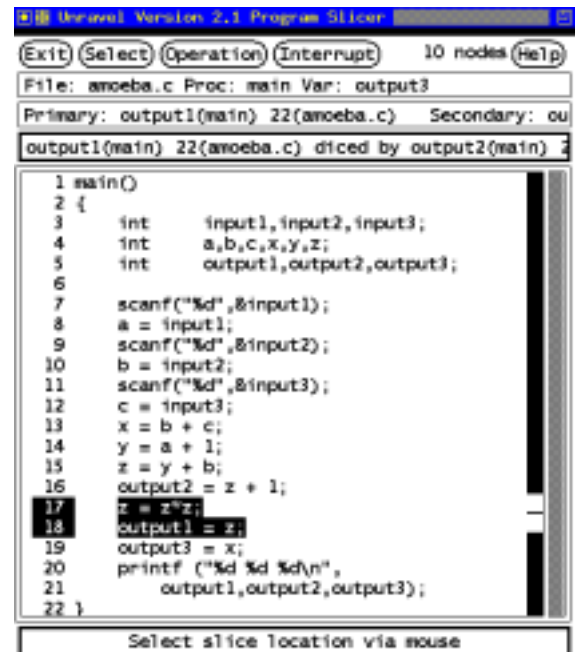 Unravel Version 2.1 Program Slicer
Exit Select Operation Interrupt 10 nodes Help
File: amoeba.c Proc: main Var: output3
Primary: output1(main) 22(amoeba.c) Secondary: ou
output1(main) 22(amoeba.c) diced by output2(main) 2
1 main()
2 {
3 int input1,input2,input3;
4 int a,b,c,x,y,z;
5 int output1,output2,output3;
6
7 scanf("%d",&input1);
8 a = input1;
9 scanf("%d",&input2);
10 b = input2;
11 scanf("%d",&input3);
12 c = input3;
13 x = b + c;
14 y = a + 1;
15 z = y + b;
16 output2 = z + 1;
17 z = z*z;
18 output1 = z;
19 output3 = x;
20 printf ("%d %d %d\n",
21 output1,output2,output3);
22 }
Select slice location via mouse